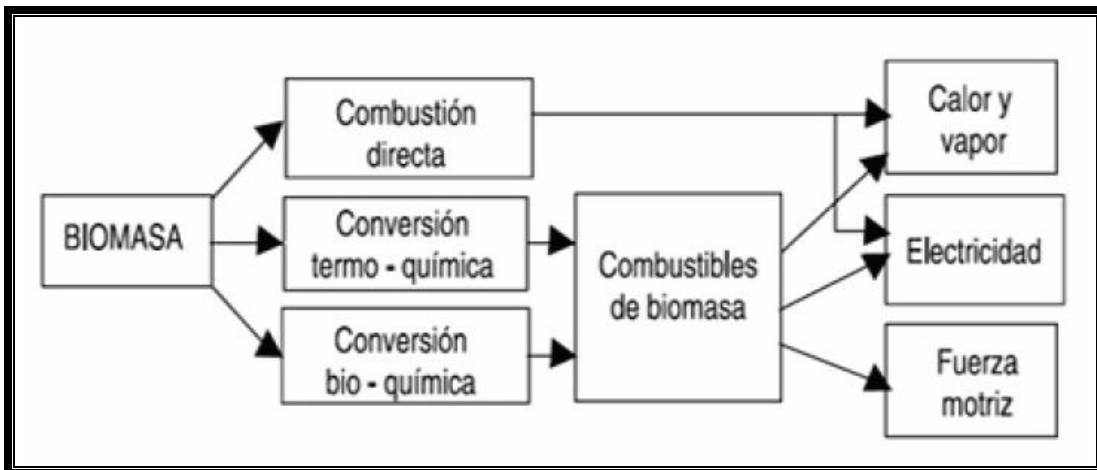 BIOMASA
Combustión
directa
Conversión
termo - química
Conversión
bio - química
Combustibles
de biomasa
Calor y
vapor
Electricidad
Fuerza
motriz